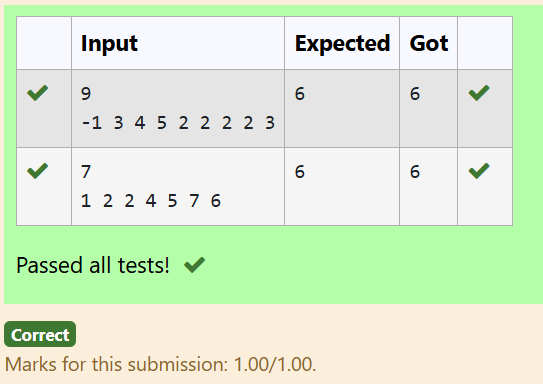 Input Expected Got
9 6 6
-1 3 4 5 2 2 2 2 3
7 6 6
1 2 2 4 5 7 6
Passed all tests!
Correct
Marks for this submission: 1.00/1.00.